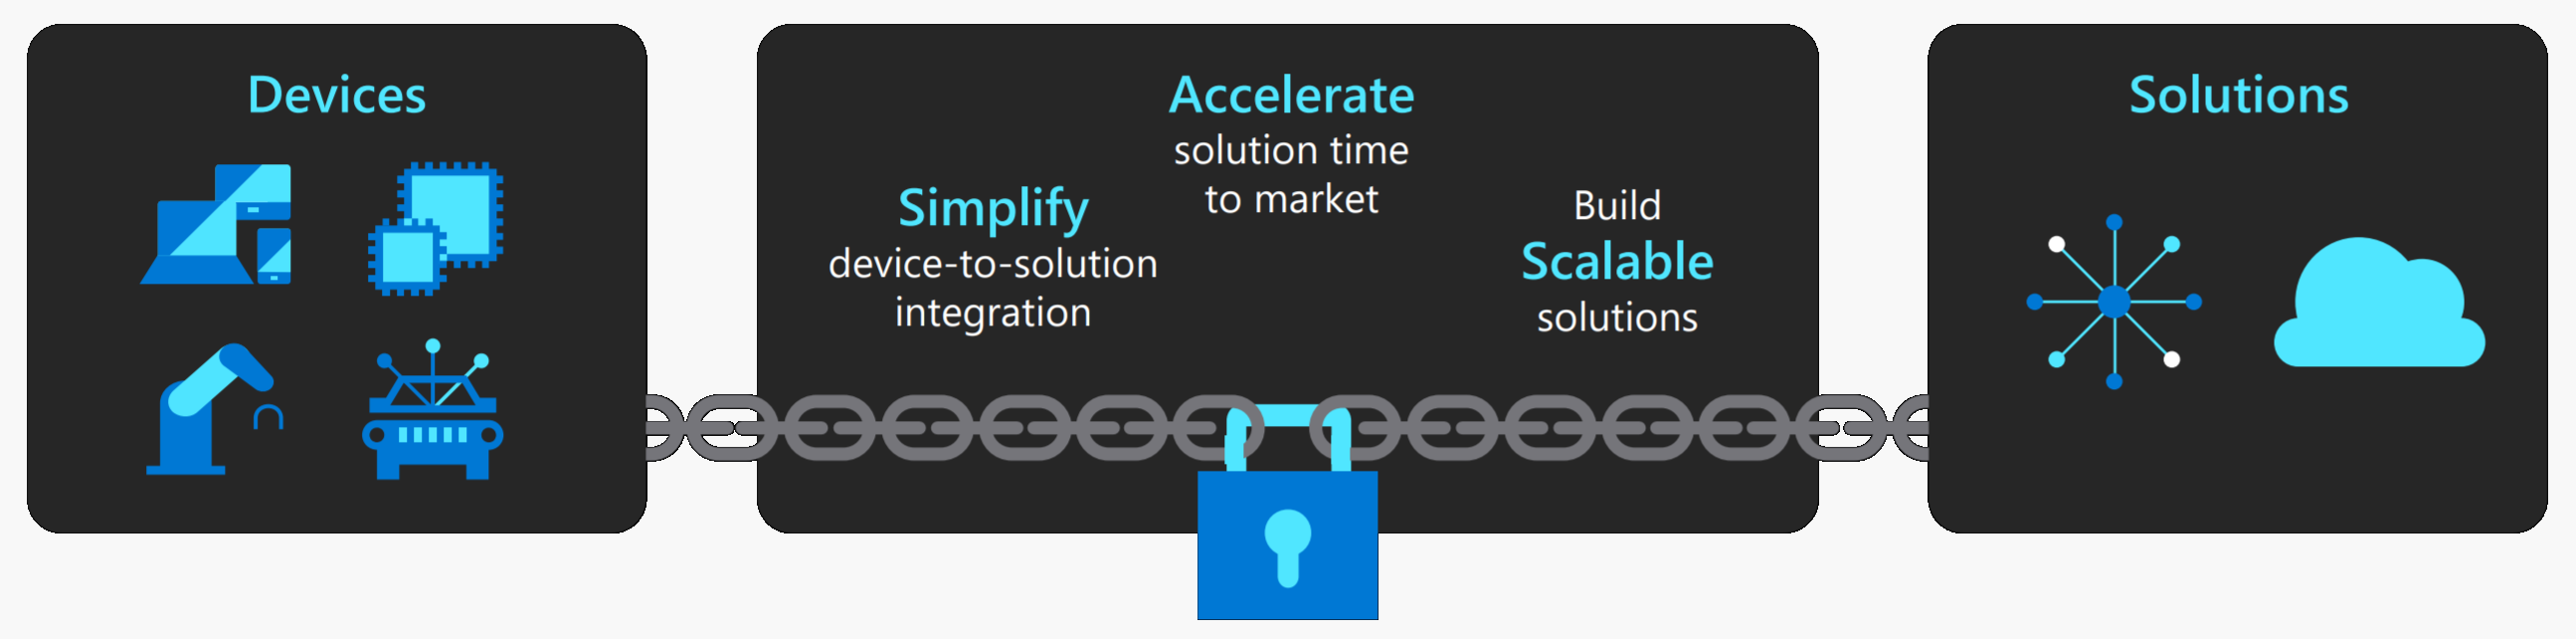 Devices
Simplify
device-to-solution
integration
Accelerate
solution time
to market
Build
Scalable
solutions
Solutions